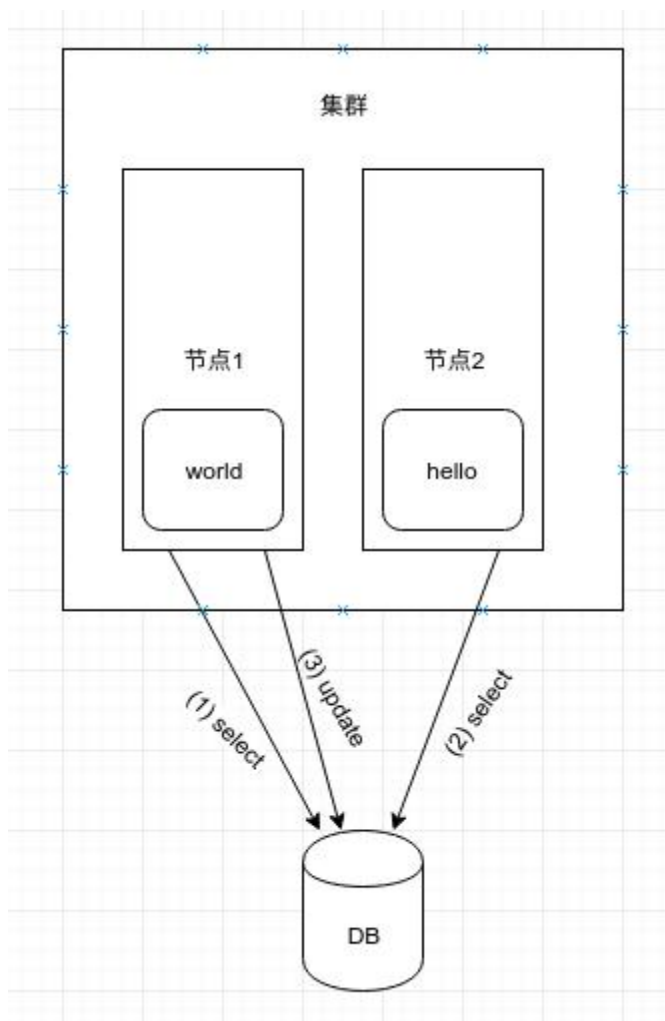 集群
节点1
节点2
world
hello
(1) select
(3) update
(2) select
DB